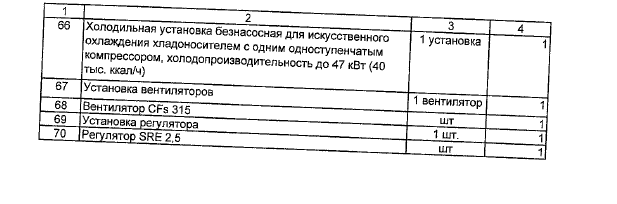 1 2 3 4
66 Холодильная установка безнасосная для искусственного 1 установка 1
охлаждения хладоносителем с одним одноступенчатым
компрессором, холодопроизводительность до 47 кВт (40
тыс. ккал/ч)
67 Установка вентиляторов 1 вентилятор 1
68 Вентилятор CFs 315 шт 1
69 Установка регулятора 1 шт. 1
70 Регулятор SRE 2,5 шт 1